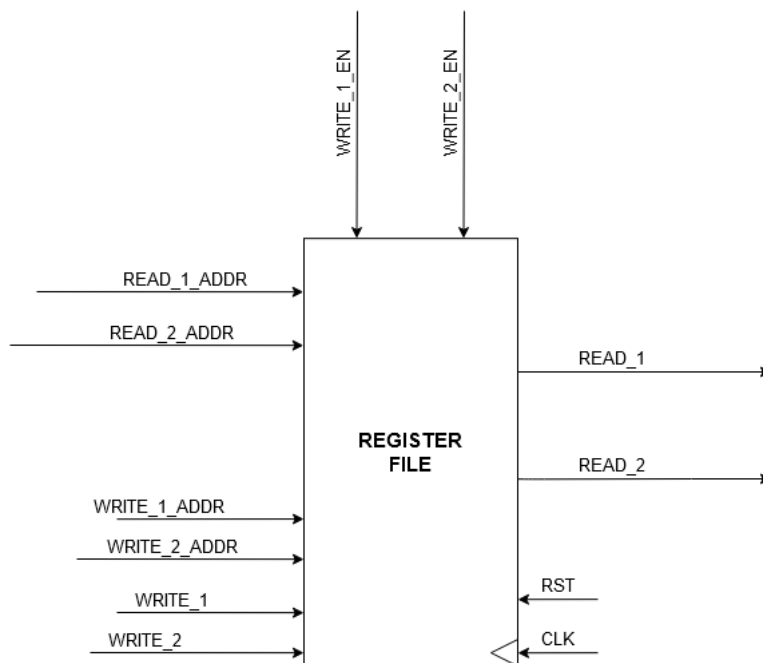 WRITE_1_EN
WRITE_2_EN
READ_1_ADDR
READ_2_ADDR
READ_1
REGISTER
FILE
READ_2
WRITE_1_ADDR
WRITE_2_ADDR
RST
WRITE_1
CLK
WRITE_2